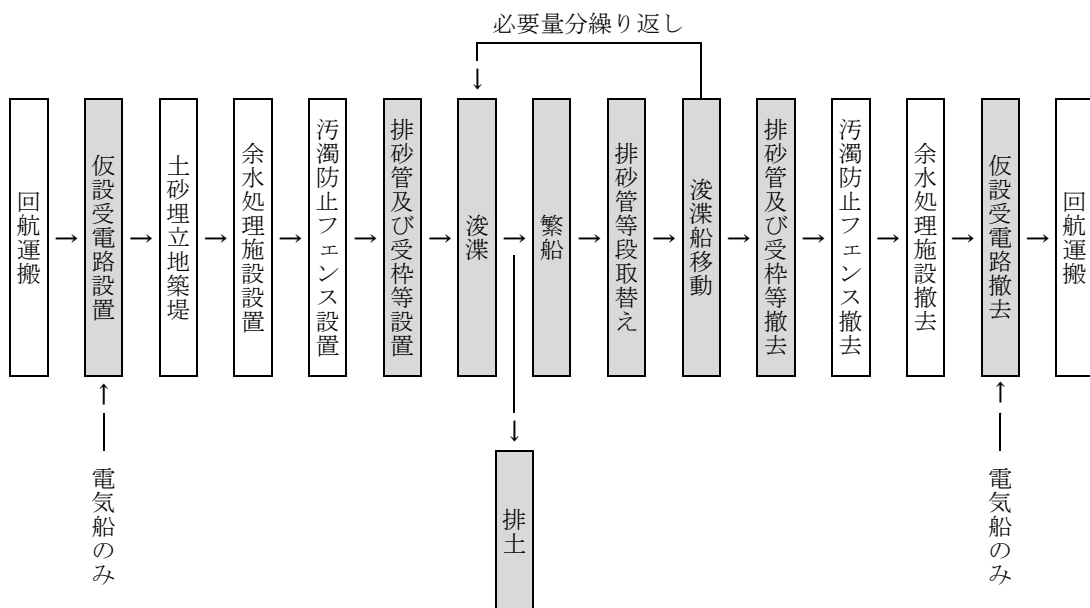 必要量分繰り返し
回航運搬
仮設受電路設置
土砂埋立地築堤
余水処理施設設置
汚濁防止フェンス設置
排砂管及び受枠等設置
浚渫
繋船
排砂管等段取替え
浚渫船移動
排砂管及び受枠等撤去
汚濁防止フェンス撤去
余水処理施設撤去
仮設受電路撤去
回航運搬
電気船のみ
排土
電気船のみ